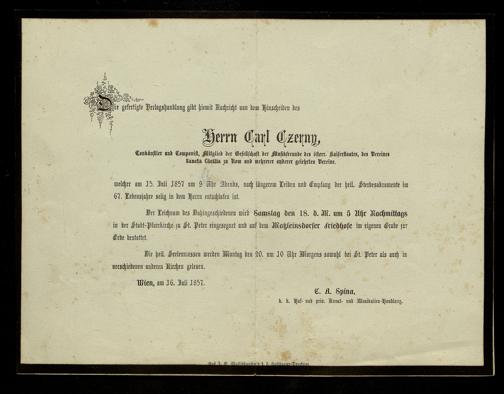 Die gefertigte Verlagshandlung gibt hiemit Nachricht von dem Hinscheiden des
Herrn Carl Czerny,
Tonkünstler und Componist, Mitglied der Gesellschaft der Musikfreunde des österr. Kaiserstaates, des Vereines
Sancta Cäcilia zu Rom und mehrerer anderer gelehrten Vereine.
welcher am 15. Juli 1857 um 9 Uhr Abends, nach längerem Leiden und Empfang der heil. Sterbesakramente im
67. Lebensjahre selig in dem Herrn entschlafen ist.
Der Leichnam des Dahingeschiedenen wird Samstag den 18. d. M. um 5 Uhr Nachmittags
in der Stadt-Pfarrkirche zu St. Peter eingesegnet und auf dem Matzleinsdorfer Friedhofe im eigenen Grabe zur
Erde bestattet.
Die heil. Seelenmessen werden Montag den 20. um 10 Uhr Morgens sowohl bei St. Peter als auch in
verschiedenen anderen Kirchen gelesen.
Wien, am 16. Juli 1857.
C. A. Spina,
k. k. Hof- und priv. Kunst- und Musikalien-Handlung.